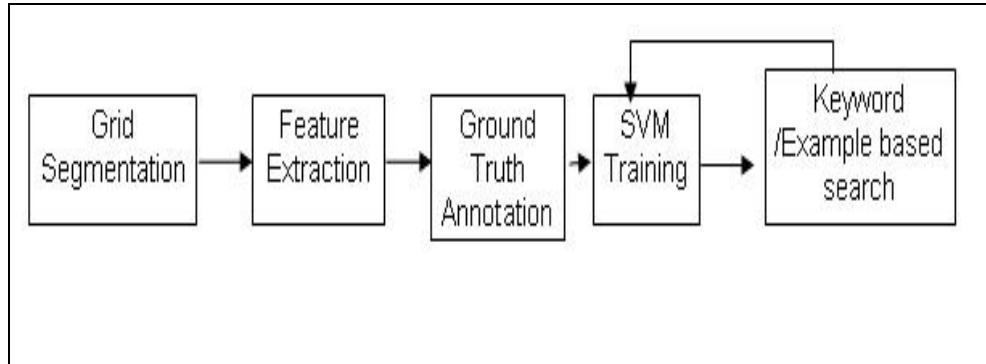 Grid
Segmentation
Feature
Extraction
Ground
Truth
Annotation
SVM
Training
Keyword
/Example based
search